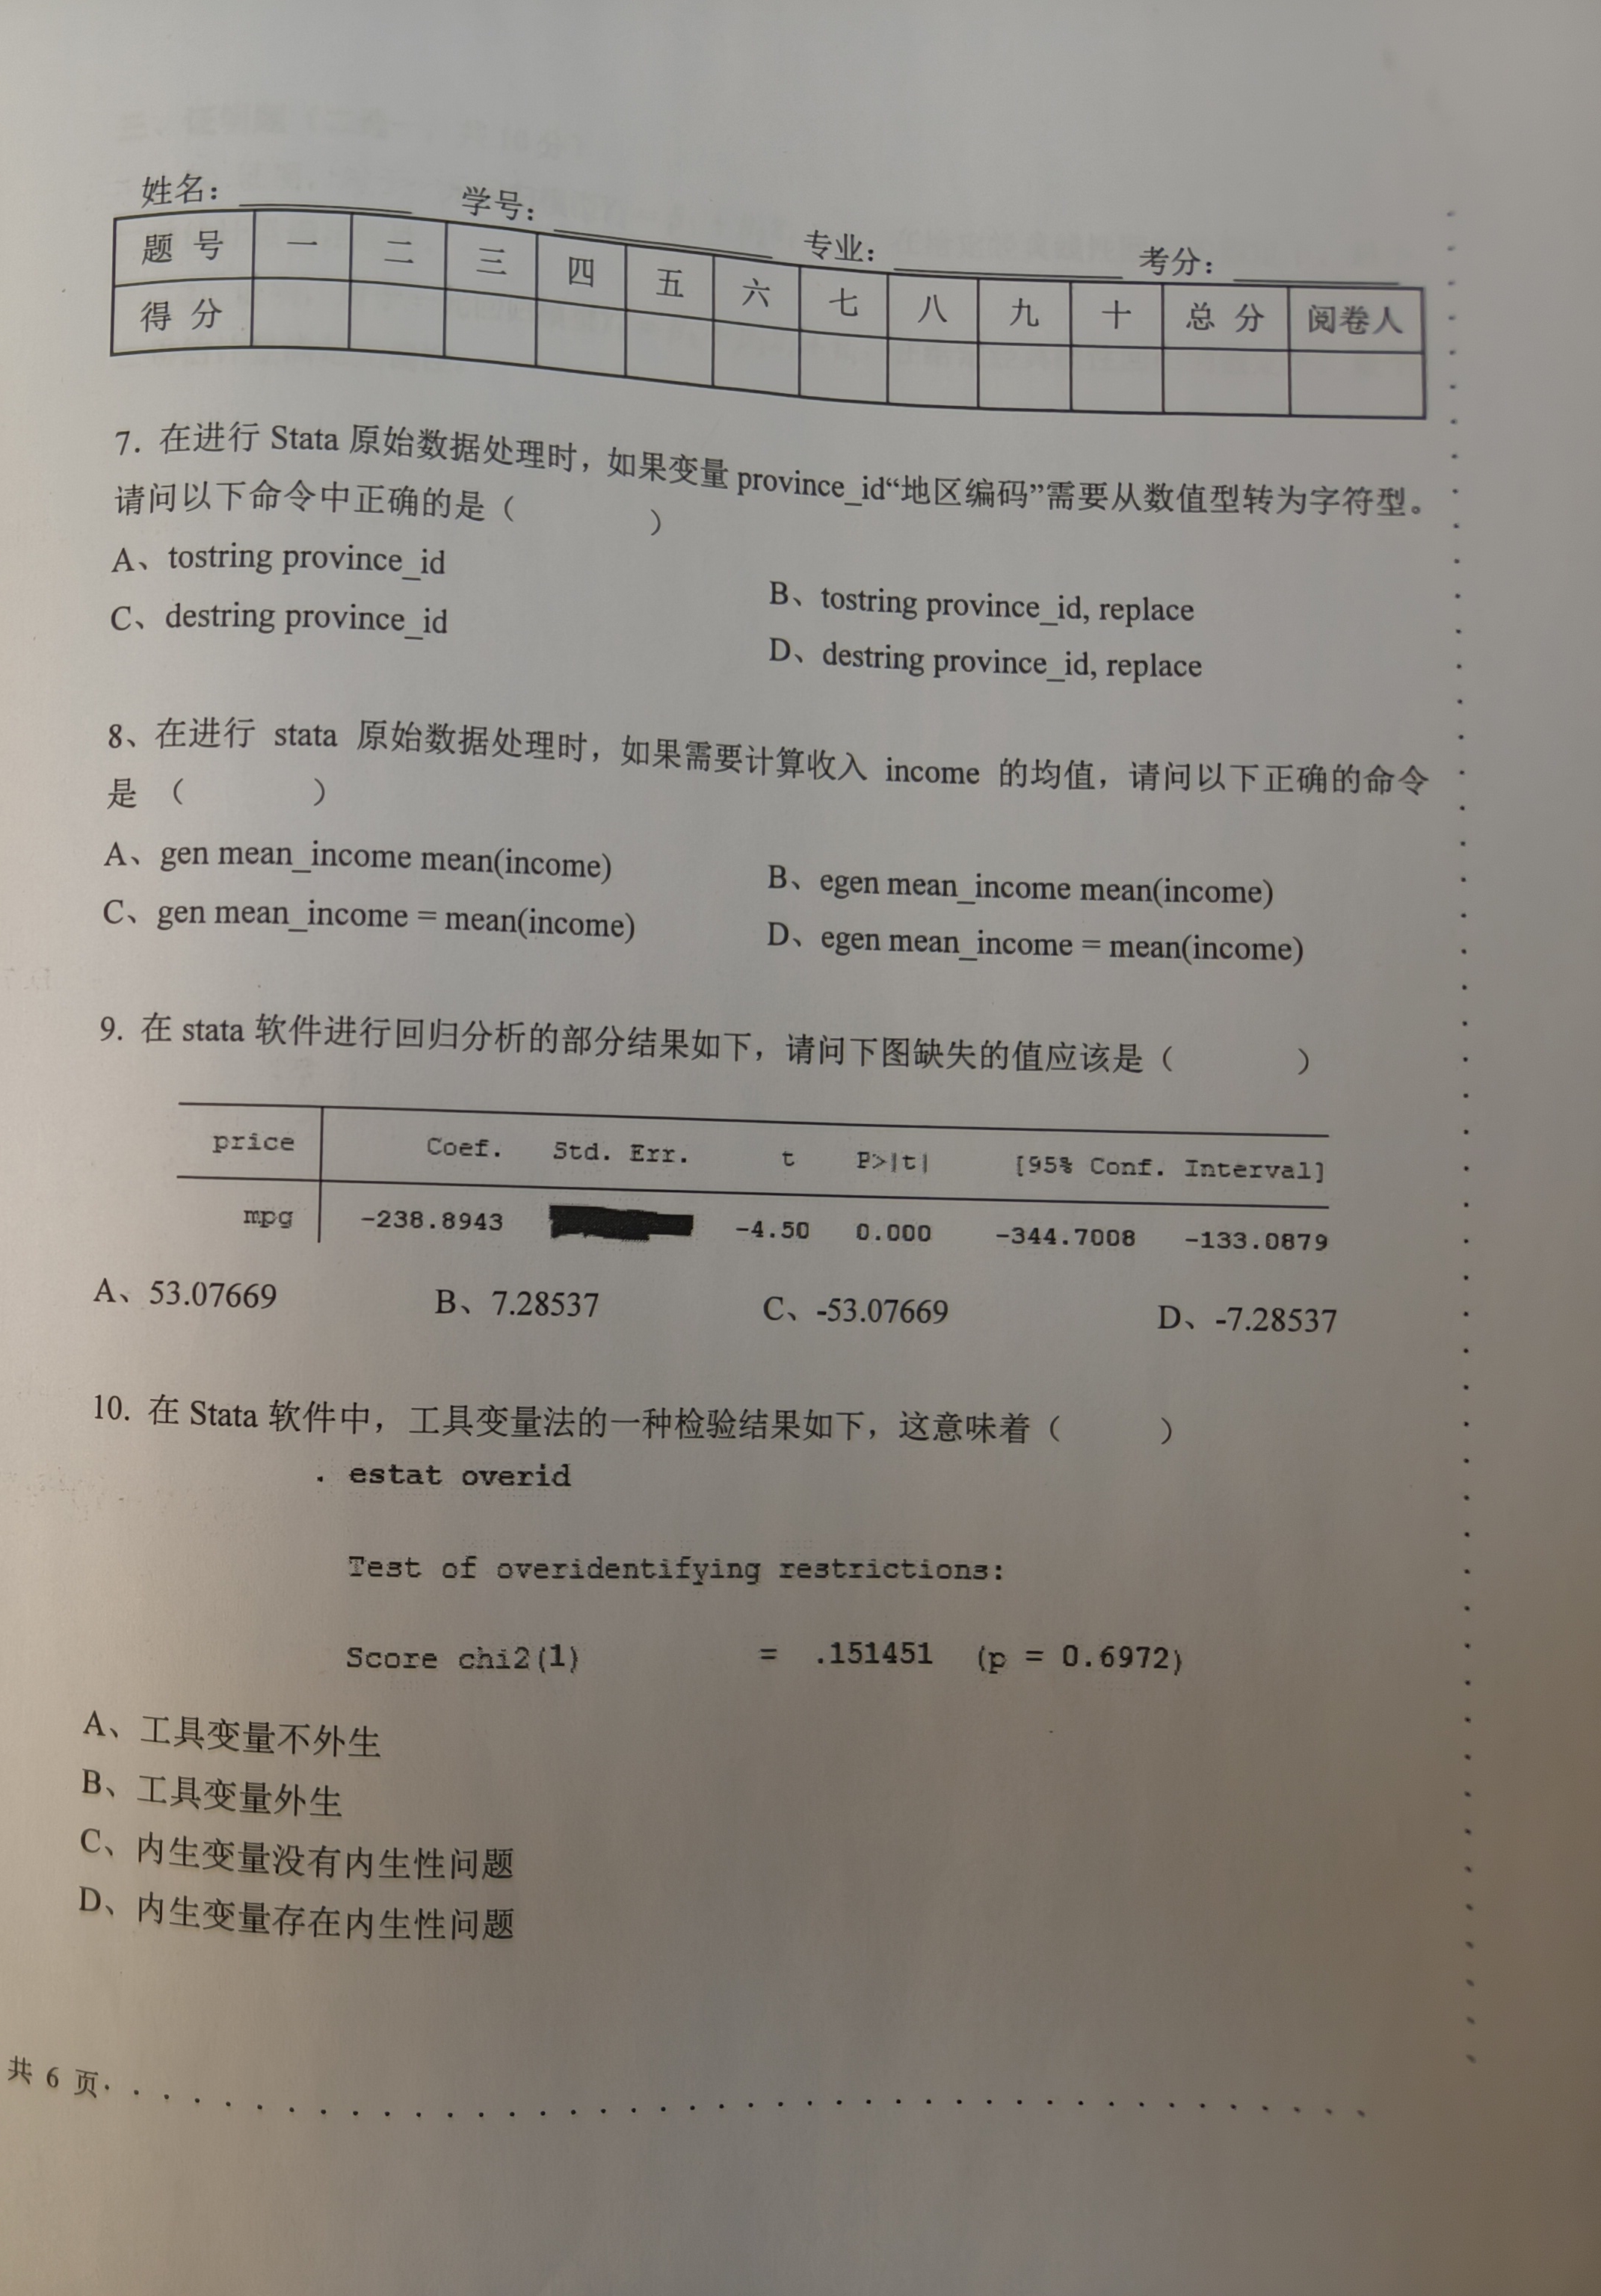 姓名： 学号： 专业： 考分：
题 号 一 二 三 四 五 六 七 八 九 十 总 分 阅卷人
得 分
7. 在进行 Stata 原始数据处理时，如果变量 province_id“地区编码”需要从数值型转为字符型。
请问以下命令中正确的是（ ）
A、tostring province_id
B、tostring province_id, replace
C、destring province_id
D、destring province_id, replace
8、在进行 stata 原始数据处理时，如果需要计算收入 income 的均值，请问以下正确的命令
是 （ ）
A、gen mean_income mean(income)
B、egen mean_income mean(income)
C、gen mean_income = mean(income)
D、egen mean_income = mean(income)
9. 在 stata 软件进行回归分析的部分结果如下，请问下图缺失的值应该是（ ）
price Coef. Std. Err. t P>|t| [95% Conf. Interval]
mpg -238.8943 -4.50 0.000 -344.7008 -133.0879
A、53.07669 B、7.28537 C、-53.07669 D、-7.28537
10. 在 Stata 软件中，工具变量法的一种检验结果如下，这意味着（ ）
. estat overid
Test of overidentifying restrictions:
Score chi2(1) = .151451 (p = 0.6972)
A、工具变量不外生
B、工具变量外生
C、内生变量没有内生性问题
D、内生变量存在内生性问题
共 6 页